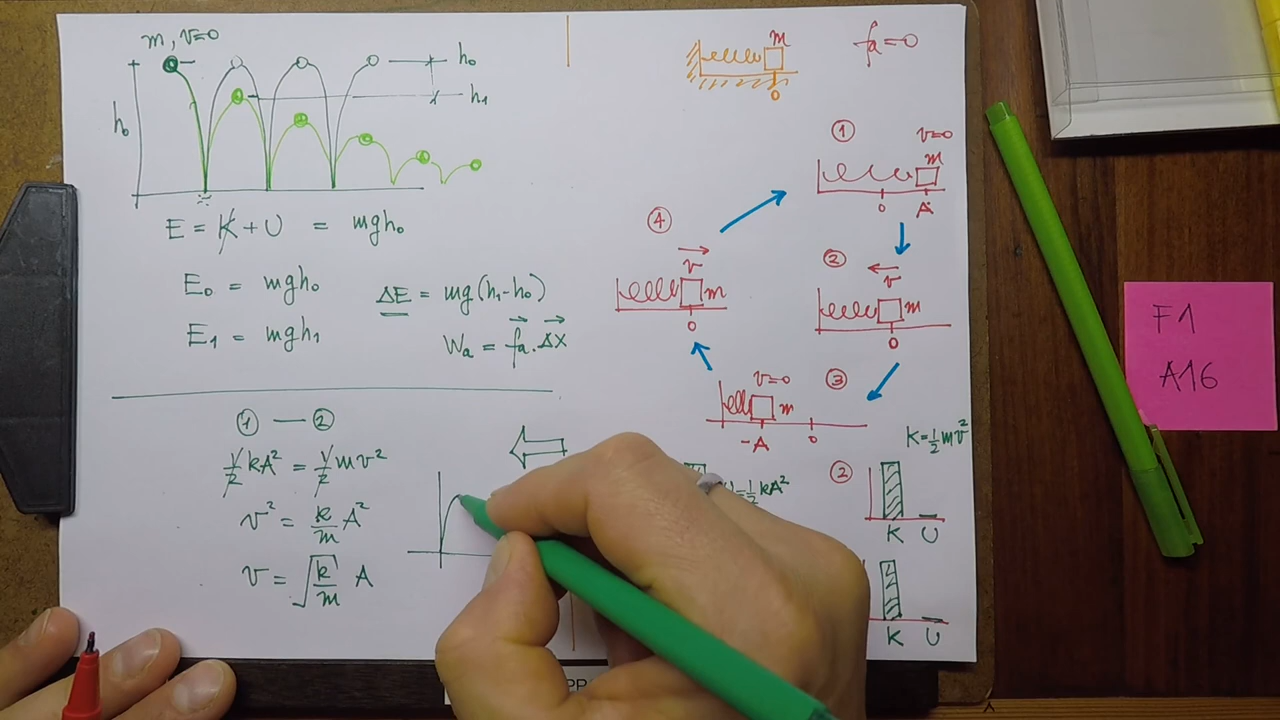 m, v=0
h₀
h₁
h₀
E = K + U = mgh₀
E₀ = mgh₀
E₁ = mgh₁
ΔE = mg(h₁-h₀)
Wₐ = fₐ . Δx
① — ②
½kA² = ½mv²
v² = k/m A²
v = √k/m A
m
fa=0
0
①
v=0
m
0
A
②
v
m
0
③
v=0
m
-A
0
④
v
m
0
K=½mv²
=½kA²
②
K U
K U
F1
A16